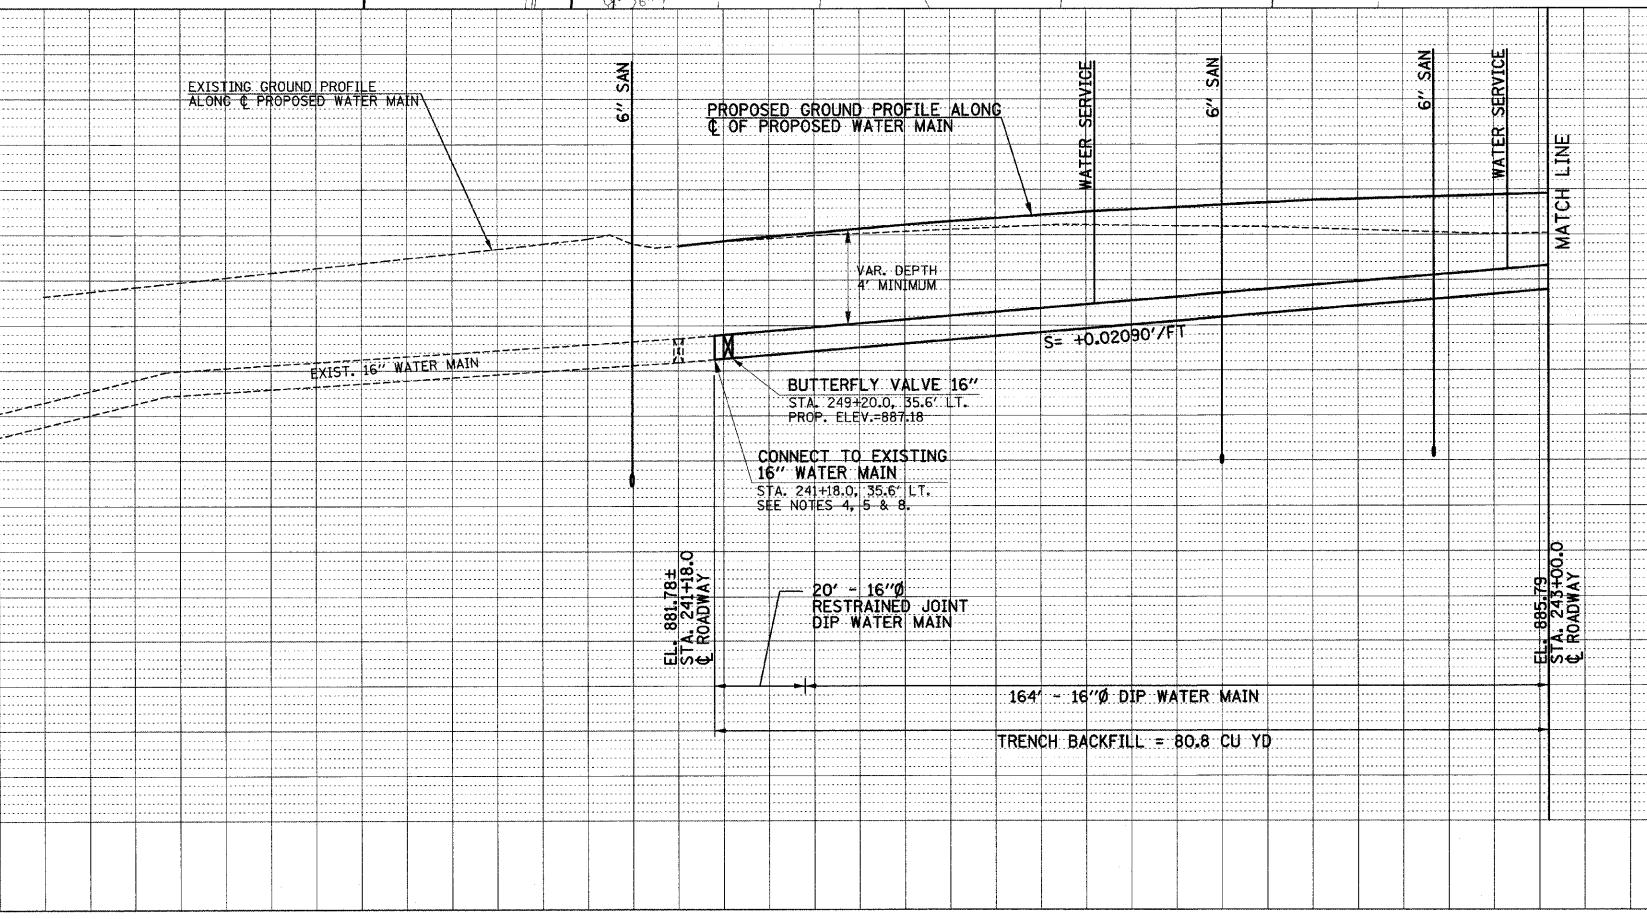 EXISTING GROUND PROFILE
ALONG ℄ PROPOSED WATER MAIN
6" SAN
PROPOSED GROUND PROFILE ALONG
℄ OF PROPOSED WATER MAIN
WATER SERVICE
6" SAN
6" SAN
WATER SERVICE
MATCH LINE
VAR. DEPTH
4' MINIMUM
S= +0.02090'/FT
EXIST. 16" WATER MAIN
BUTTERFLY VALVE 16"
STA. 249+20.0, 35.6' LT.
PROP. ELEV.=887.18
CONNECT TO EXISTING
16" WATER MAIN
STA. 241+18.0, 35.6' LT.
SEE NOTES 4, 5 & 8.
EL. 881.78±
STA. 241+18.0
℄ ROADWAY
20' - 16"Ø
RESTRAINED JOINT
DIP WATER MAIN
EL. 885.79
STA. 243+00.0
℄ ROADWAY
164' - 16"Ø DIP WATER MAIN
TRENCH BACKFILL = 80.8 CU YD